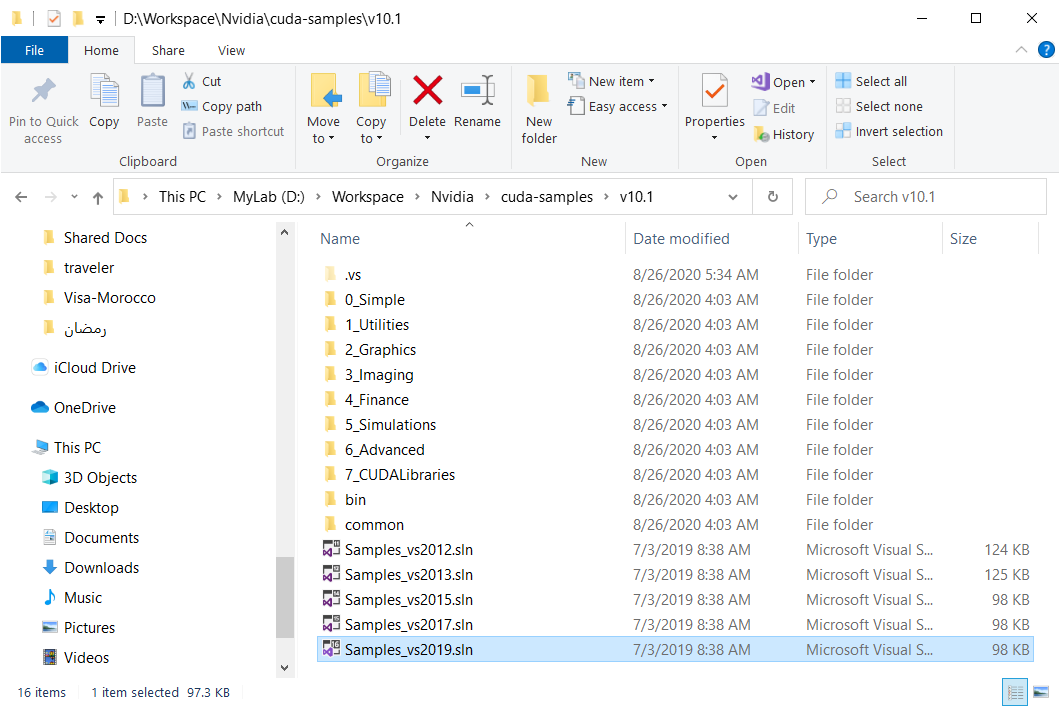 D:\Workspace\Nvidia\cuda-samples\v10.1
File Home Share View
Pin to Quick access
Copy
Paste
Cut
Copy path
Paste shortcut
Clipboard
Move to
Copy to
Delete
Rename
Organize
New folder
New item
Easy access
New
Properties
Open
Edit
History
Open
Select all
Select none
Invert selection
Select
This PC MyLab (D:) Workspace Nvidia cuda-samples v10.1
Search v10.1
Shared Docs
traveler
Visa-Morocco
رمضان
iCloud Drive
OneDrive
This PC
3D Objects
Desktop
Documents
Downloads
Music
Pictures
Videos
Name Date modified Type Size
.vs 8/26/2020 5:34 AM File folder
0_Simple 8/26/2020 4:03 AM File folder
1_Utilities 8/26/2020 4:03 AM File folder
2_Graphics 8/26/2020 4:03 AM File folder
3_Imaging 8/26/2020 4:03 AM File folder
4_Finance 8/26/2020 4:03 AM File folder
5_Simulations 8/26/2020 4:03 AM File folder
6_Advanced 8/26/2020 4:03 AM File folder
7_CUDALibraries 8/26/2020 4:03 AM File folder
bin 8/26/2020 4:03 AM File folder
common 8/26/2020 4:03 AM File folder
Samples_vs2012.sln 7/3/2019 8:38 AM Microsoft Visual S... 124 KB
Samples_vs2013.sln 7/3/2019 8:38 AM Microsoft Visual S... 125 KB
Samples_vs2015.sln 7/3/2019 8:38 AM Microsoft Visual S... 98 KB
Samples_vs2017.sln 7/3/2019 8:38 AM Microsoft Visual S... 98 KB
Samples_vs2019.sln 7/3/2019 8:38 AM Microsoft Visual S... 98 KB
16 items 1 item selected 97.3 KB